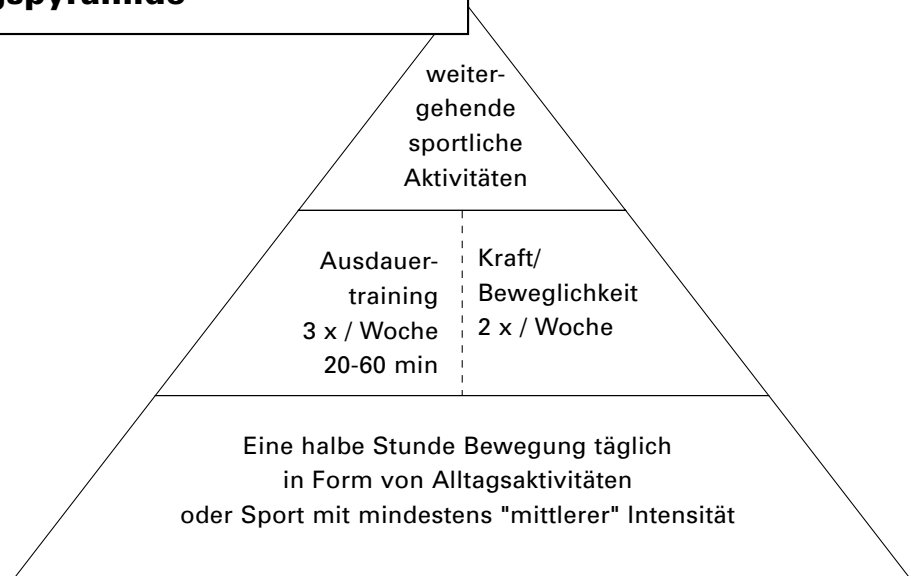 weiter-
gehende
sportliche
Aktivitäten
Ausdauer-
training
3 x / Woche
20-60 min
Kraft/
Beweglichkeit
2 x / Woche
Eine halbe Stunde Bewegung täglich
in Form von Alltagsaktivitäten
oder Sport mit mindestens "mittlerer" Intensität